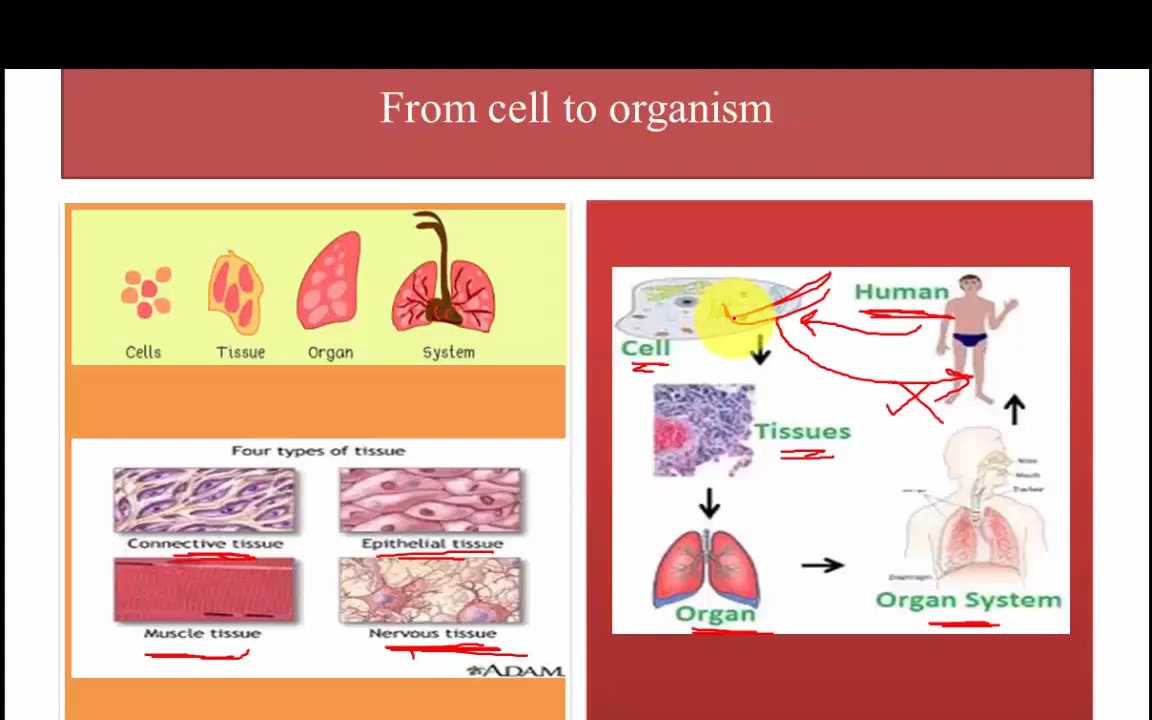 From cell to organism
Cells Tissue Organ System
Four types of tissue
Connective tissue Epithelial tissue
Muscle tissue Nervous tissue
ADAM
Human
Cell
Tissues
Organ
Organ System